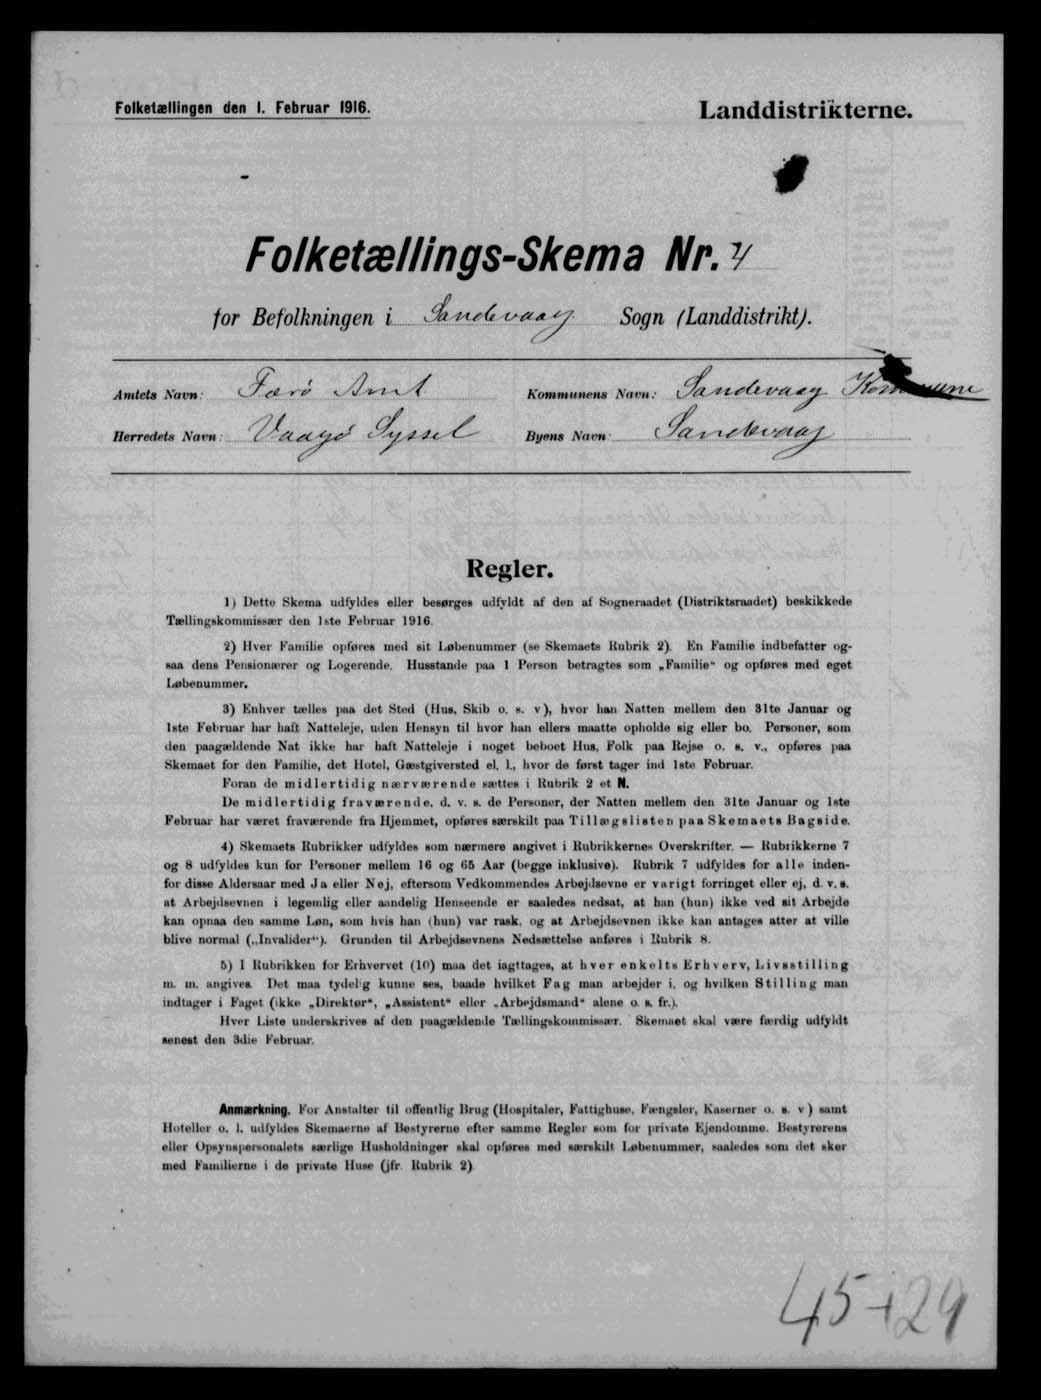 Folketællingen den 1. Februar 1916.
Landdistrikterne.
Folketællings-Skema Nr. 4
for Befolkningen i Sandevaag Sogn (Landdistrikt).
Amtets Navn: Færø Amt
Kommunens Navn: Sandevaag Kommune
Herredets Navn: Vaagø Syssel
Byens Navn: Sandevaag
Regler.
1) Dette Skema udfyldes eller besørges udfyldt af den af Sogneraadet (Distriktsraadet) beskikkede
Tællingskommissær den 1ste Februar 1916.
2) Hver Familie opføres med sit Løbenummer (se Skemaets Rubrik 2). En Familie indbefatter og-
saa dens Pensionærer og Logerende. Husstande paa 1 Person betragtes som „Familie“ og opføres med eget
Løbenummer.
3) Enhver tælles paa det Sted (Hus, Skib o. s. v), hvor han Natten mellem den 31te Januar og
1ste Februar har haft Natteleje, uden Hensyn til hvor han ellers maatte opholde sig eller bo. Personer, som
den paagældende Nat ikke har haft Natteleje i noget beboet Hus, Folk paa Rejse o. s. v., opføres paa
Skemaet for den Familie, det Hotel, Gæstgiversted el. l., hvor de først tager ind 1ste Februar.
Foran de midlertidig nærværende sættes i Rubrik 2 et N.
De midlertidig fraværende, d. v. s. de Personer, der Natten mellem den 31te Januar og 1ste
Februar har været fraværende fra Hjemmet, opføres særskilt paa Tillægslisten paa Skemaets Bagside.
4) Skemaets Rubrikker udfyldes som nærmere angivet i Rubrikkernes Overskrifter. — Rubrikkerne 7
og 8 udfyldes kun for Personer mellem 16 og 65 Aar (begge inklusive). Rubrik 7 udfyldes for alle inden-
for disse Aldersaar med Ja eller Nej, eftersom Vedkommendes Arbejdsevne er varigt forringet eller ej, d. v. s.
at Arbejdsevnen i legemlig eller aandelig Henseende er saaledes nedsat, at han (hun) ikke ved sit Arbejde
kan opnaa den samme Løn, som hvis han (hun) var rask, og at Arbejdsevnen ikke kan antages atter at ville
blive normal („Invalider“). Grunden til Arbejdsevnens Nedsættelse anføres i Rubrik 8.
5) I Rubrikken for Erhvervet (10) maa det iagttages, at hver enkelts Erhverv, Livsstilling
m. m. angives. Det maa tydelig kunne ses, baade hvilket Fag man arbejder i, og hvilken Stilling man
indtager i Faget (ikke „Direktør“, „Assistent“ eller „Arbejdsmand“ alene o. s. fr.).
Hver Liste underskrives af den paagældende Tællingskommissær. Skemaet skal være færdig udfyldt
senest den 3die Februar.
Anmærkning. For Anstalter til offentlig Brug (Hospitaler, Fattighuse, Fængsler, Kaserner o. s. v) samt
Hoteller o. l. udfyldes Skemaerne af Bestyrerne efter samme Regler som for private Ejendomme. Bestyrerens
eller Opsynspersonalets særlige Husholdninger skal opføres med særskilt Løbenummer, saaledes som det sker
med Familierne i de private Huse (jfr. Rubrik 2)
45+29